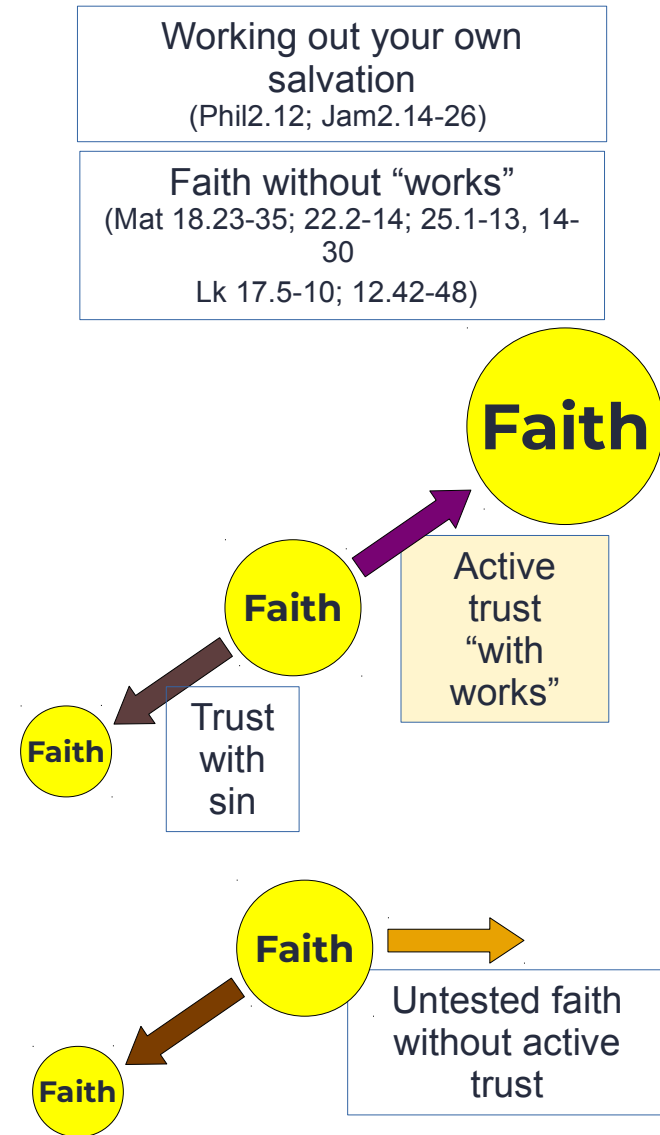 Working out your own
salvation
(Phil2.12; Jam2.14-26)
Faith without “works”
(Mat 18.23-35; 22.2-14; 25.1-13, 14-
30
Lk 17.5-10; 12.42-48)
Faith
Faith
Active
trust
“with
works”
Faith
Trust
with
sin
Faith
Untested faith
without active
trust
Faith